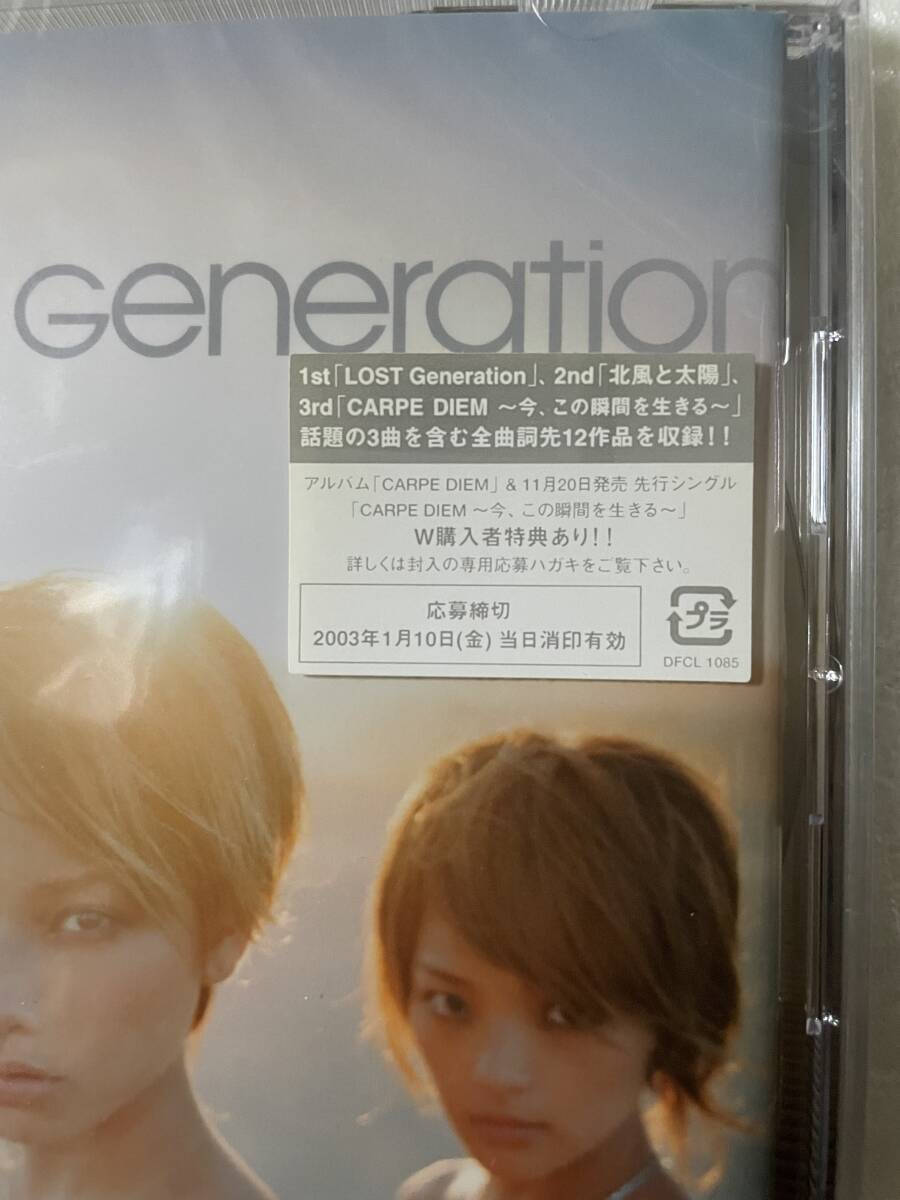 Generation
1st「LOST Generation」、2nd「北風と太陽」、
3rd「CARPE DIEM ～今、この瞬間を生きる～」
話題の3曲を含む全曲詞先12作品を収録！！
アルバム「CARPE DIEM」& 11月20日発売 先行シングル
「CARPE DIEM ～今、この瞬間を生きる～」
W購入者特典あり！！
詳しくは封入の専用応募ハガキをご覧下さい。
応募締切
2003年1月10日(金) 当日消印有効
プラ
DFCL 1085